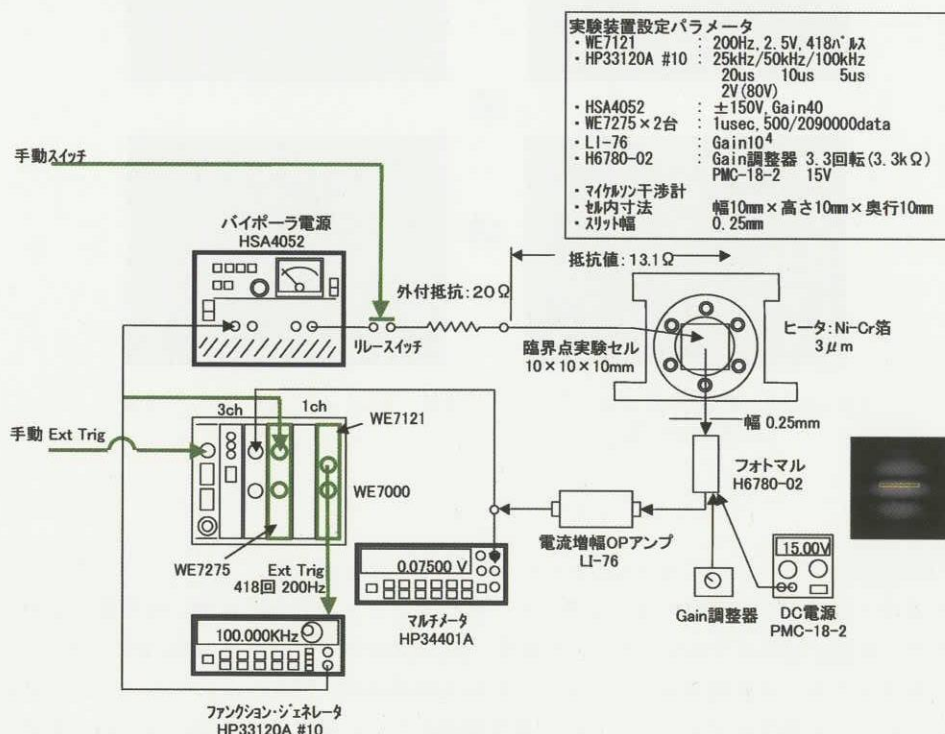 実験装置設定パラメータ
・WE7121 : 200Hz, 2.5V, 418パルス
・HP33120A #10 : 25kHz/50kHz/100kHz
20us 10us 5us
2V(80V)
・HSA4052 : ±150V, Gain40
・WE7275×2台 : 1usec, 500/2090000data
・LI-76 : Gain10⁴
・H6780-02 : Gain調整器 3.3回転(3.3kΩ)
PMC-18-2 15V
・マイケルソン干渉計
・セル内寸法 幅10mm×高さ10mm×奥行10mm
・スリット幅 0.25mm
手動スイッチ
バイポーラ電源
HSA4052
抵抗値:13.1Ω
外付抵抗:20Ω
リレースイッチ
臨界点実験セル
10×10×10mm
ヒータ:Ni-Cr箔
3μm
手動 Ext Trig
3ch
1ch
WE7121
WE7000
WE7275
幅 0.25mm
フォトマル
H6780-02
電流増幅OPアンプ
LI-76
15.00V
Ext Trig
418回 200Hz
0.07500 V
マルチメータ
HP34401A
Gain調整器
DC電源
PMC-18-2
100.000KHz
ファンクション・ジェネレータ
HP33120A #10